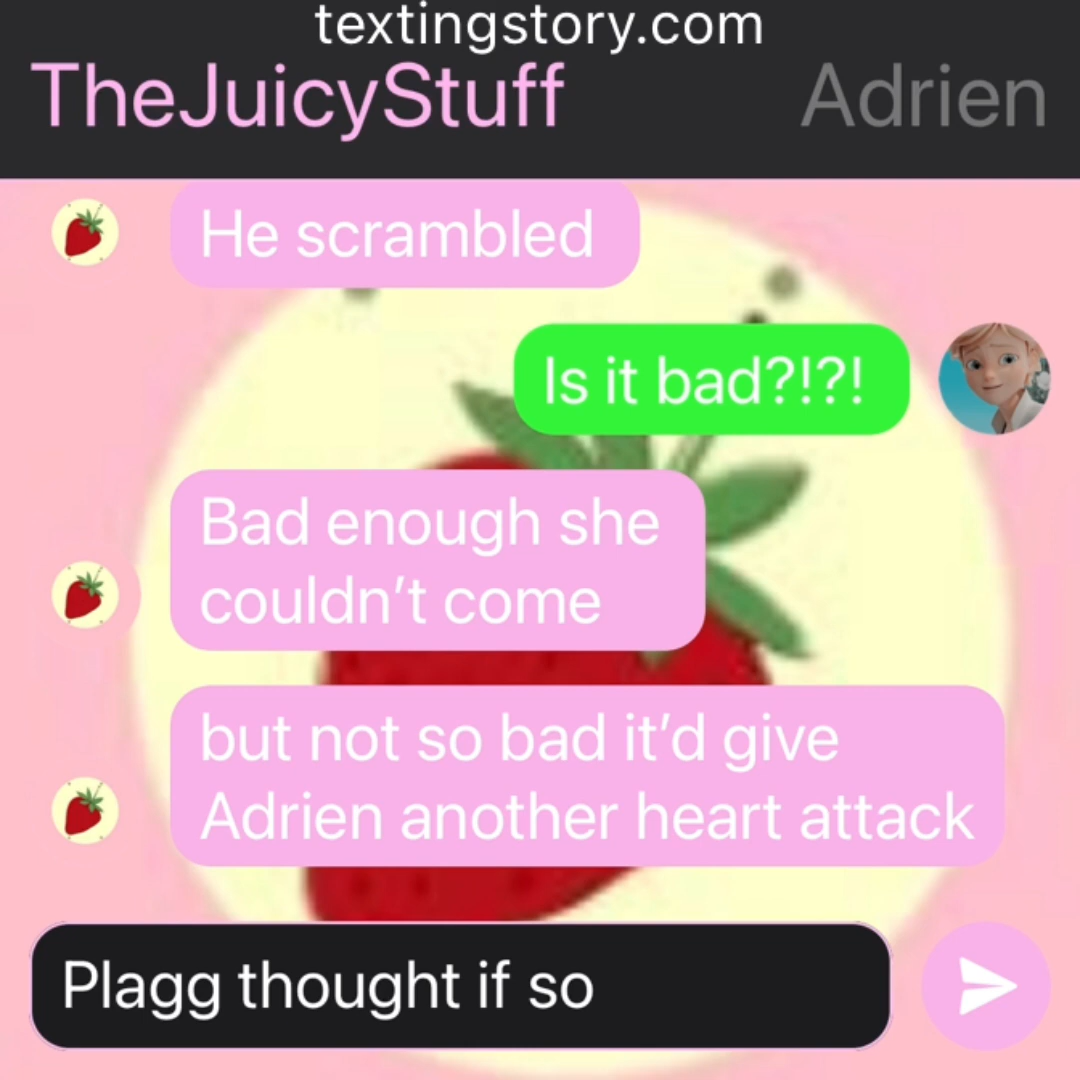 textingstory.com
TheJuicyStuff Adrien
He scrambled
Is it bad?!?!
Bad enough she
couldn’t come
but not so bad it’d give
Adrien another heart attack
Plagg thought if so